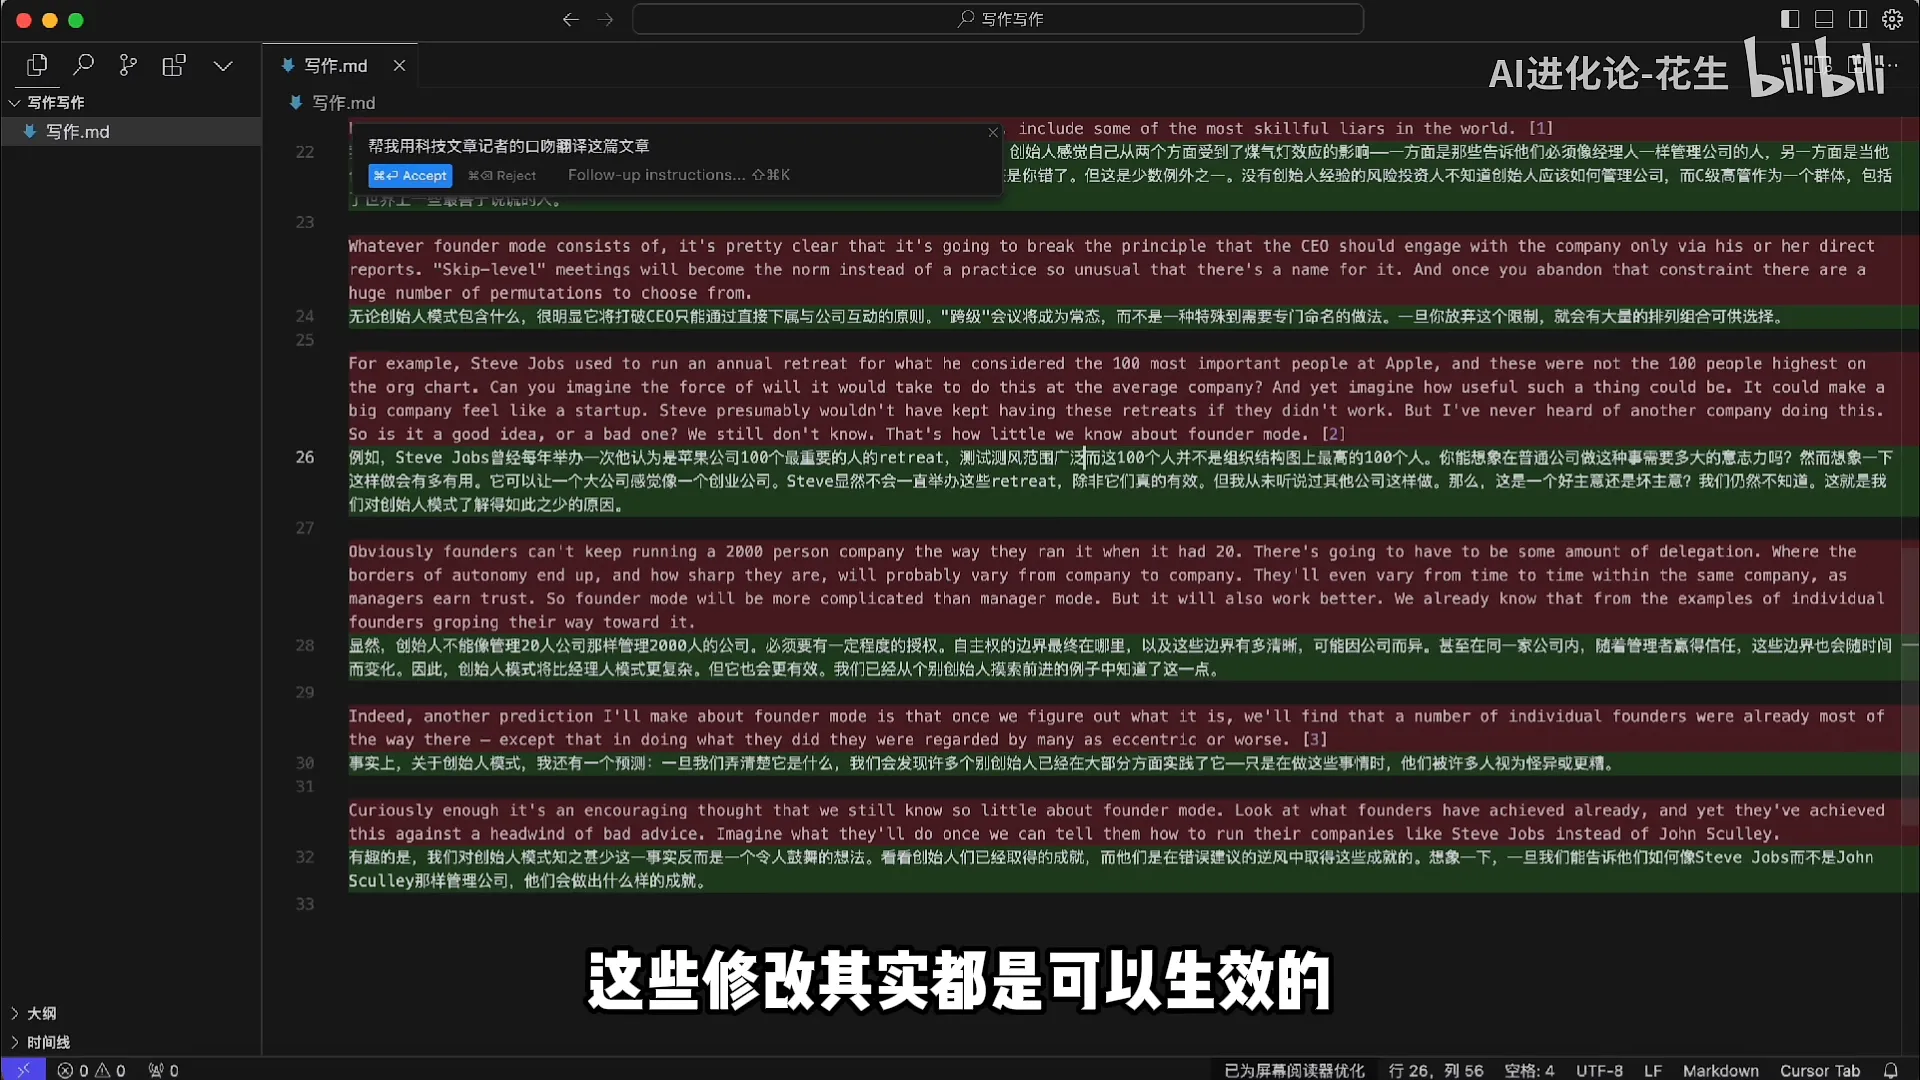 写作写作
AI进化论-花生 bilibili
写作写作
写作.md
大纲
时间线
写作.md
写作.md
帮我用科技文章记者的口吻翻译这篇文章
⌘⏎ Accept ⌘⌫ Reject Follow-up instructions... ⇧⌘K
include some of the most skillful liars in the world. [1]
22 创始人感觉自己从两个方面受到了煤气灯效应的影响——一方面是那些告诉他们必须像经理人一样管理公司的人，另一方面是当他
是你错了。但这是少数例外之一。没有创始人经验的风险投资人不知道创始人应该如何管理公司，而C级高管作为一个群体，包括
了世界上一些最善于说谎的人。
23
Whatever founder mode consists of, it's pretty clear that it's going to break the principle that the CEO should engage with the company only via his or her direct
reports. "Skip-level" meetings will become the norm instead of a practice so unusual that there's a name for it. And once you abandon that constraint there are a
huge number of permutations to choose from.
24 无论创始人模式包含什么，很明显它将打破CEO只能通过直接下属与公司互动的原则。"跨级"会议将成为常态，而不是一种特殊到需要专门命名的做法。一旦你放弃这个限制，就会有大量的排列组合可供选择。
25
For example, Steve Jobs used to run an annual retreat for what he considered the 100 most important people at Apple, and these were not the 100 people highest on
the org chart. Can you imagine the force of will it would take to do this at the average company? And yet imagine how useful such a thing could be. It could make a
big company feel like a startup. Steve presumably wouldn't have kept having these retreats if they didn't work. But I've never heard of another company doing this.
So is it a good idea, or a bad one? We still don't know. That's how little we know about founder mode. [2]
26 例如，Steve Jobs曾经每年举办一次他认为是苹果公司100个最重要的人的retreat，测试测风范围广泛而这100个人并不是组织结构图上最高的100个人。你能想象在普通公司做这种事需要多大的意志力吗？然而想象一下
这样做会有多有用。它可以让一个大公司感觉像一个创业公司。Steve显然不会一直举办这些retreat，除非它们真的有效。但我从未听说过其他公司这样做。那么，这是一个好主意还是坏主意？我们仍然不知道。这就是我
们对创始人模式了解得如此之少的原因。
27
Obviously founders can't keep running a 2000 person company the way they ran it when it had 20. There's going to have to be some amount of delegation. Where the
borders of autonomy end up, and how sharp they are, will probably vary from company to company. They'll even vary from time to time within the same company, as
managers earn trust. So founder mode will be more complicated than manager mode. But it will also work better. We already know that from the examples of individual
founders groping their way toward it.
28 显然，创始人不能像管理20人公司那样管理2000人的公司。必须要有一定程度的授权。自主权的边界最终在哪里，以及这些边界有多清晰，可能因公司而异。甚至在同一家公司内，随着管理者赢得信任，这些边界也会随时间
而变化。因此，创始人模式将比经理人模式更复杂。但它也会更有效。我们已经从个别创始人摸索前进的例子中知道了这一点。
29
Indeed, another prediction I'll make about founder mode is that once we figure out what it is, we'll find that a number of individual founders were already most of
the way there — except that in doing what they did they were regarded by many as eccentric or worse. [3]
30 事实上，关于创始人模式，我还有一个预测：一旦我们弄清楚它是什么，我们会发现许多个别创始人已经在大部分方面实践了它——只是在做这些事情时，他们被许多人视为怪异或更糟。
31
Curiously enough it's an encouraging thought that we still know so little about founder mode. Look at what founders have achieved already, and yet they've achieved
this against a headwind of bad advice. Imagine what they'll do once we can tell them how to run their companies like Steve Jobs instead of John Sculley.
32 有趣的是，我们对创始人模式知之甚少这一事实反而是一个令人鼓舞的想法。看看创始人们已经取得的成就，而他们是在错误建议的逆风中取得这些成就的。想象一下，一旦我们能告诉他们如何像Steve Jobs而不是John
Sculley那样管理公司，他们会做出什么样的成就。
33
这些修改其实都是可以生效的
0 0 0 已为屏幕阅读器优化 行 26，列 56 空格: 4 UTF-8 LF Markdown Cursor Tab